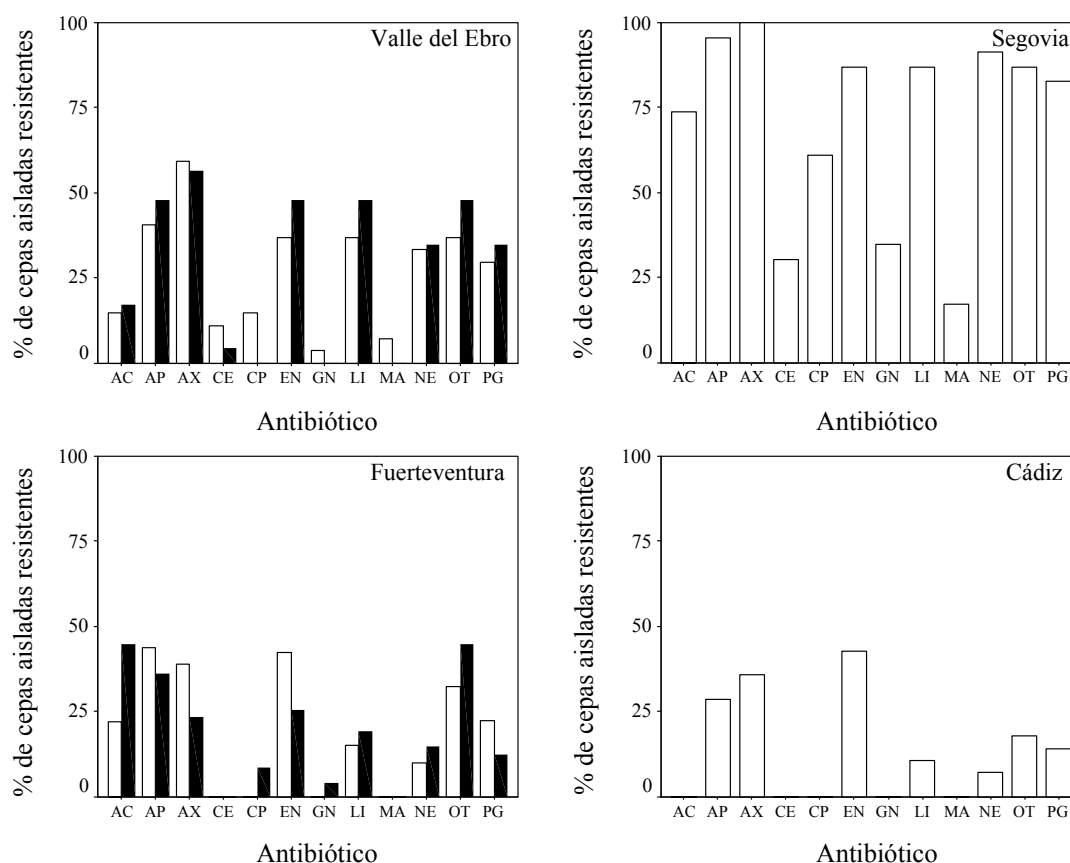 Valle del Ebro
% de cepas aisladas resistentes
100
75
50
25
0
AC AP AX CE CP EN GN LI MA NE OT PG
Antibiótico
Segovia
% de cepas aisladas resistentes
100
75
50
25
0
AC AP AX CE CP EN GN LI MA NE OT PG
Antibiótico
Fuerteventura
% de cepas aisladas resistentes
100
75
50
25
0
AC AP AX CE CP EN GN LI MA NE OT PG
Antibiótico
Cádiz
% de cepas aisladas resistentes
100
75
50
25
0
AC AP AX CE CP EN GN LI MA NE OT PG
Antibiótico